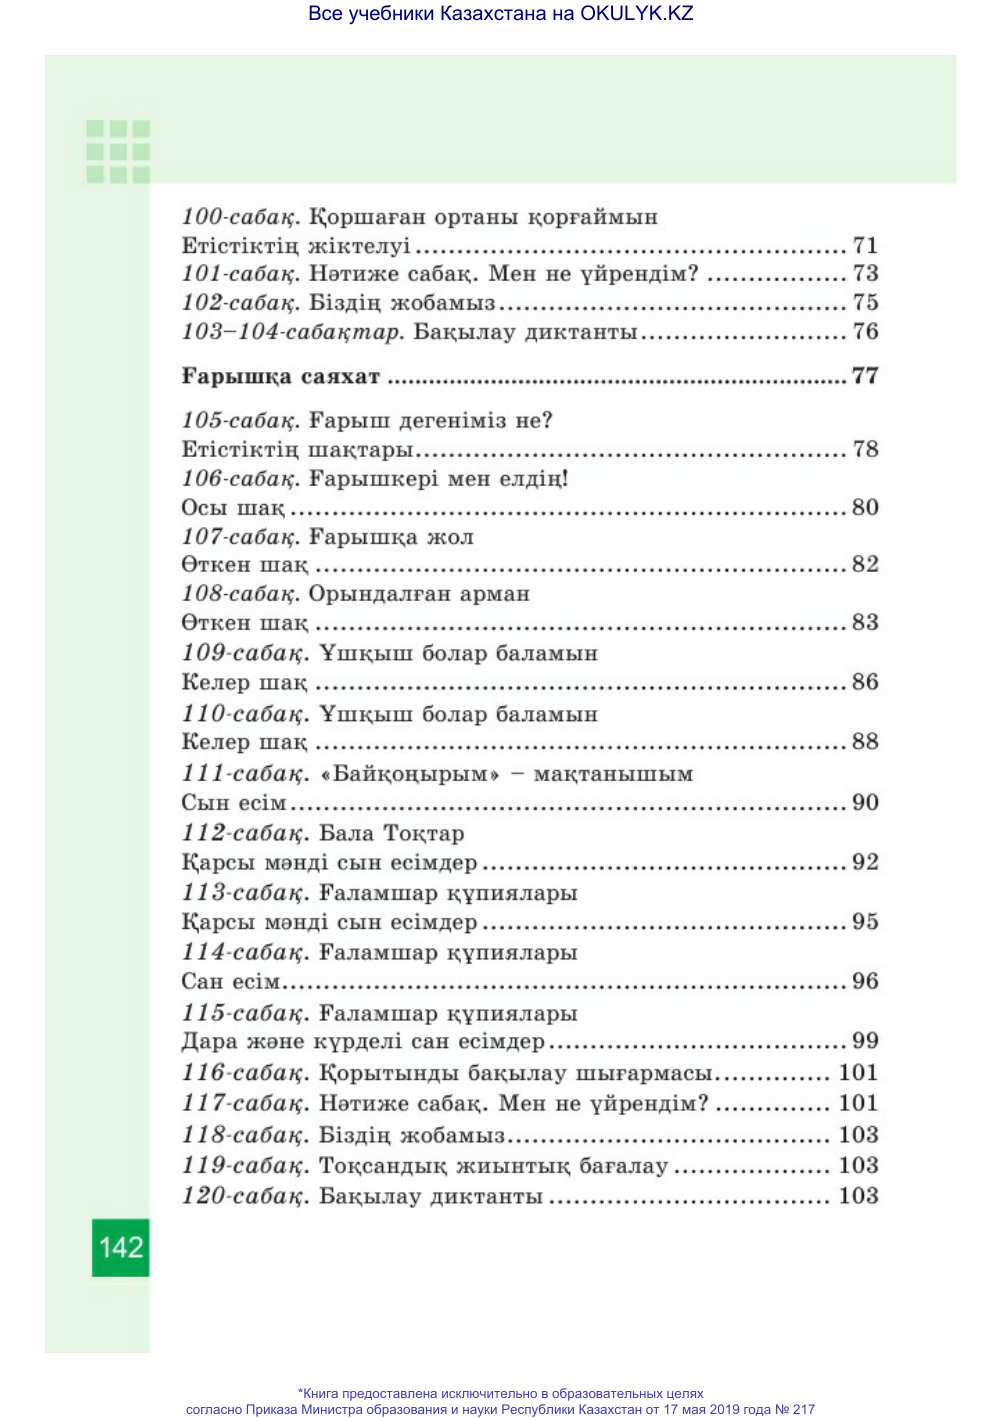 Все учебники Казахстана на OKULYK.KZ
100-сабақ. Қоршаған ортаны қорғаймын
Етістіктің жіктелуі ..................................................... 71
101-сабақ. Нәтиже сабақ. Мен не үйрендім? ................. 73
102-сабақ. Біздің жобамыз ........................................... 75
103–104-сабақтар. Бақылау диктанты ......................... 76
Ғарышқа саяхат ................................................................... 77
105-сабақ. Ғарыш дегеніміз не?
Етістіктің шақтары ..................................................... 78
106-сабақ. Ғарышкері мен елдің!
Осы шақ .................................................................... 80
107-сабақ. Ғарышқа жол
Өткен шақ ................................................................. 82
108-сабақ. Орындалған арман
Өткен шақ ................................................................. 83
109-сабақ. Ұшқыш болар баламын
Келер шақ ................................................................. 86
110-сабақ. Ұшқыш болар баламын
Келер шақ ................................................................. 88
111-сабақ. «Байқоңырым» – мақтанышым
Сын есім .................................................................... 90
112-сабақ. Бала Тоқтар
Қарсы мәнді сын есімдер ............................................. 92
113-сабақ. Ғаламшар құпиялары
Қарсы мәнді сын есімдер ............................................. 95
114-сабақ. Ғаламшар құпиялары
Сан есім ..................................................................... 96
115-сабақ. Ғаламшар құпиялары
Дара және күрделі сан есімдер ..................................... 99
116-сабақ. Қорытынды бақылау шығармасы .............. 101
117-сабақ. Нәтиже сабақ. Мен не үйрендім? .............. 101
118-сабақ. Біздің жобамыз ....................................... 103
119-сабақ. Тоқсандық жиынтық бағалау ................... 103
120-сабақ. Бақылау диктанты .................................. 103
142
*Книга предоставлена исключительно в образовательных целях
согласно Приказа Министра образования и науки Республики Казахстан от 17 мая 2019 года № 217